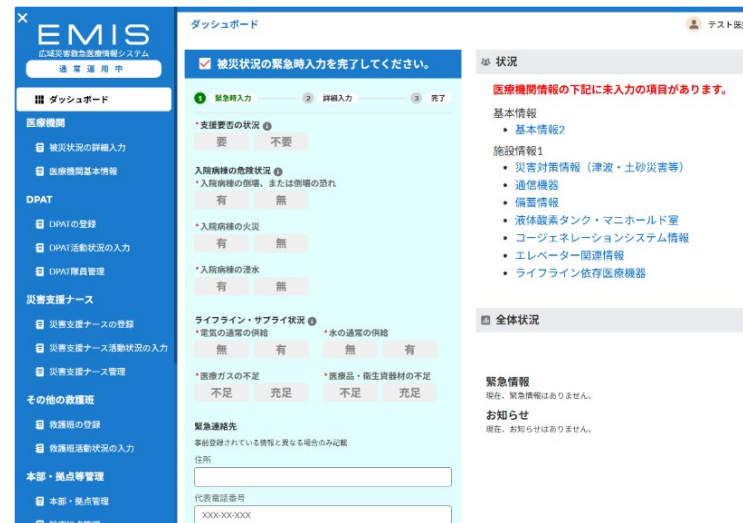 ×
EMIS
広域災害救急医療情報システム
通常運用中
ダッシュボード
医療機関
被災状況の詳細入力
医療機関基本情報
DPAT
DPATの登録
DPAT活動状況の入力
DPAT隊員管理
災害支援ナース
災害支援ナースの登録
災害支援ナース活動状況の入力
災害支援ナース管理
その他の救護班
救護班の登録
救護班活動状況の入力
本部・拠点等管理
本部・拠点管理
ダッシュボード
テスト医
被災状況の緊急時入力を完了してください。
1 緊急時入力 2 詳細入力 3 完了
*支援要否の状況
要 不要
入院病棟の危険状況
*入院病棟の倒壊、または倒壊の恐れ
有 無
*入院病棟の火災
有 無
*入院病棟の浸水
有 無
ライフライン・サプライ状況
*電気の通常の供給 *水の通常の供給
無 有 無 有
*医療ガスの不足 *医療品・衛生資器材の不足
不足 充足 不足 充足
緊急連絡先
事前登録されている情報と異なる場合のみ記載
住所
代表電話番号
XXX-XX-XXX
状況
医療機関情報の下記に未入力の項目があります。
基本情報
• 基本情報2
施設情報1
• 災害対策情報（津波・土砂災害等）
• 通信機器
• 備蓄情報
• 液体酸素タンク・マニホールド室
• コージェネレーションシステム情報
• エレベーター関連情報
• ライフライン依存医療機器
全体状況
緊急情報
現在、緊急情報はありません。
お知らせ
現在、お知らせはありません。